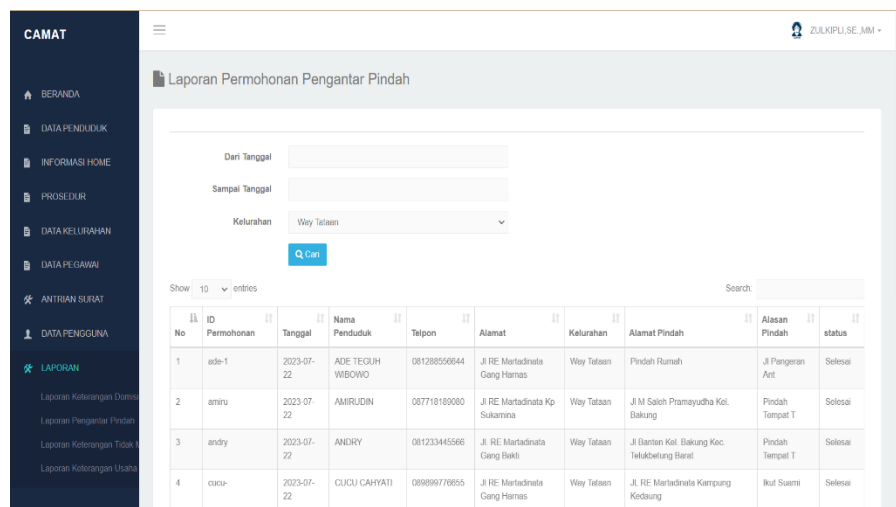 CAMAT
ZULKIPLI,SE.,MM
BERANDA
DATA PENDUDUK
INFORMASI HOME
PROSEDUR
DATA KELURAHAN
DATA PEGAWAI
ANTRIAN SURAT
DATA PENGGUNA
LAPORAN
Laporan Keterangan Domisi
Laporan Pengantar Pindah
Laporan Keterangan Tidak M
Laporan Keterangan Usaha
Laporan Permohonan Pengantar Pindah
Dari Tanggal
Sampai Tanggal
Kelurahan Way Tataan
Cari
Show 10 entries Search:
No ID Permohonan Tanggal Nama Penduduk Telpon Alamat Kelurahan Alamat Pindah Alasan Pindah status
1 ade-1 2023-07-22 ADE TEGUH WIBOWO 081288556644 Jl RE Martadinata Gang Harnas Way Tataan Pindah Rumah Jl Pangeran Ant Selesai
2 amiru 2023-07-22 AMIRUDIN 087718189080 Jl RE Martadinata Kp Sukamina Way Tataan Jl M Saleh Pramayudha Kel. Bakung Pindah Tempat T Selesai
3 andry 2023-07-22 ANDRY 081233445566 Jl. RE Martadinata Gang Bakti Way Tataan Jl Banten Kel. Bakung Kec. Telukbetung Barat Pindah Tempat T Selesai
4 cucu- 2023-07-22 CUCU CAHYATI 089899776655 Jl RE Martadinata Gang Harnas Way Tataan JL RE Martadinata Kampung Kedaung Ikut Suami Selesai